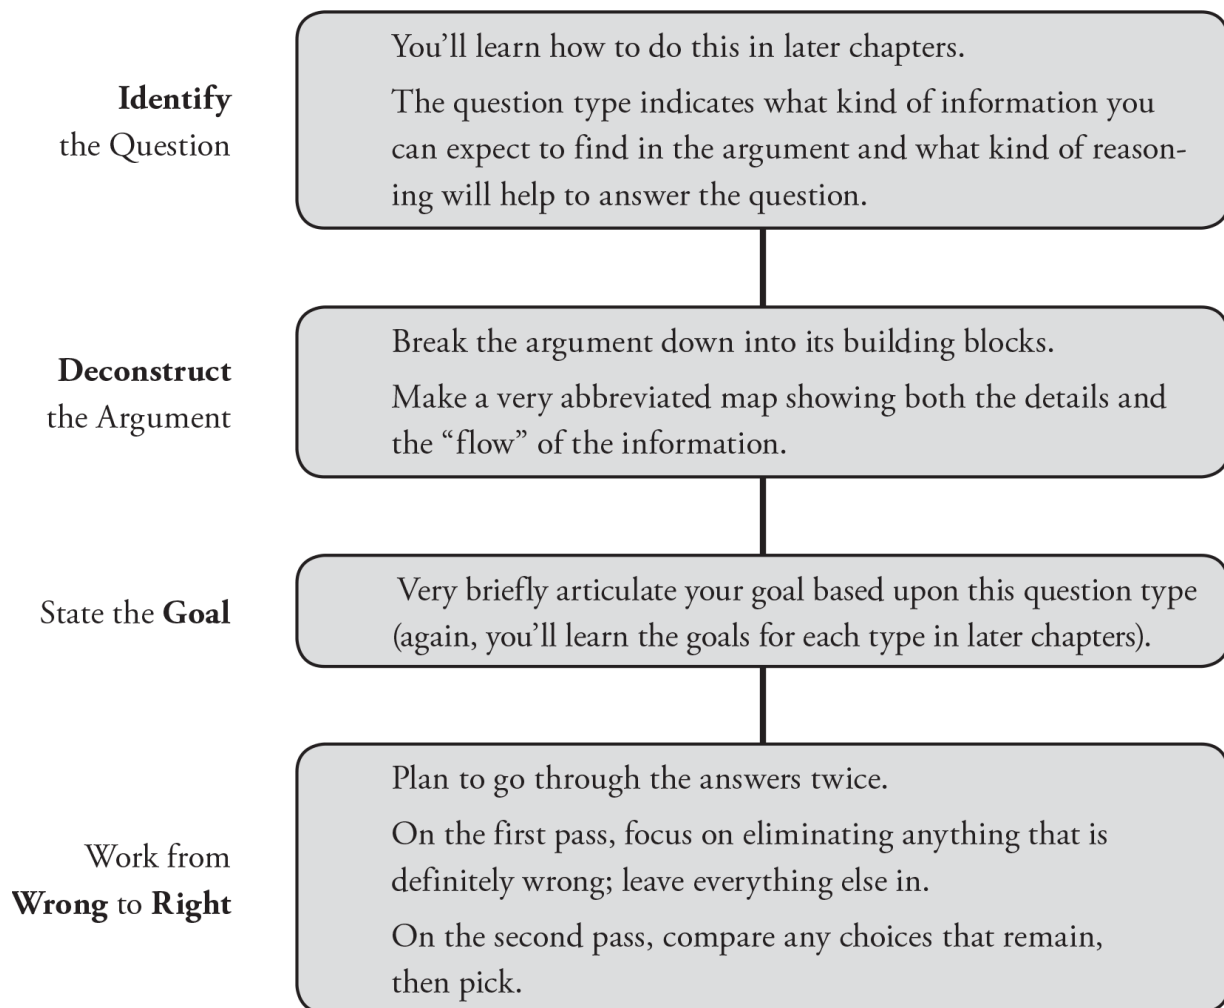 Identify
the Question
You’ll learn how to do this in later chapters.
The question type indicates what kind of information you
can expect to find in the argument and what kind of reason-
ing will help to answer the question.
Deconstruct
the Argument
Break the argument down into its building blocks.
Make a very abbreviated map showing both the details and
the “flow” of the information.
State the Goal
Very briefly articulate your goal based upon this question type
(again, you’ll learn the goals for each type in later chapters).
Work from
Wrong to Right
Plan to go through the answers twice.
On the first pass, focus on eliminating anything that is
definitely wrong; leave everything else in.
On the second pass, compare any choices that remain,
then pick.